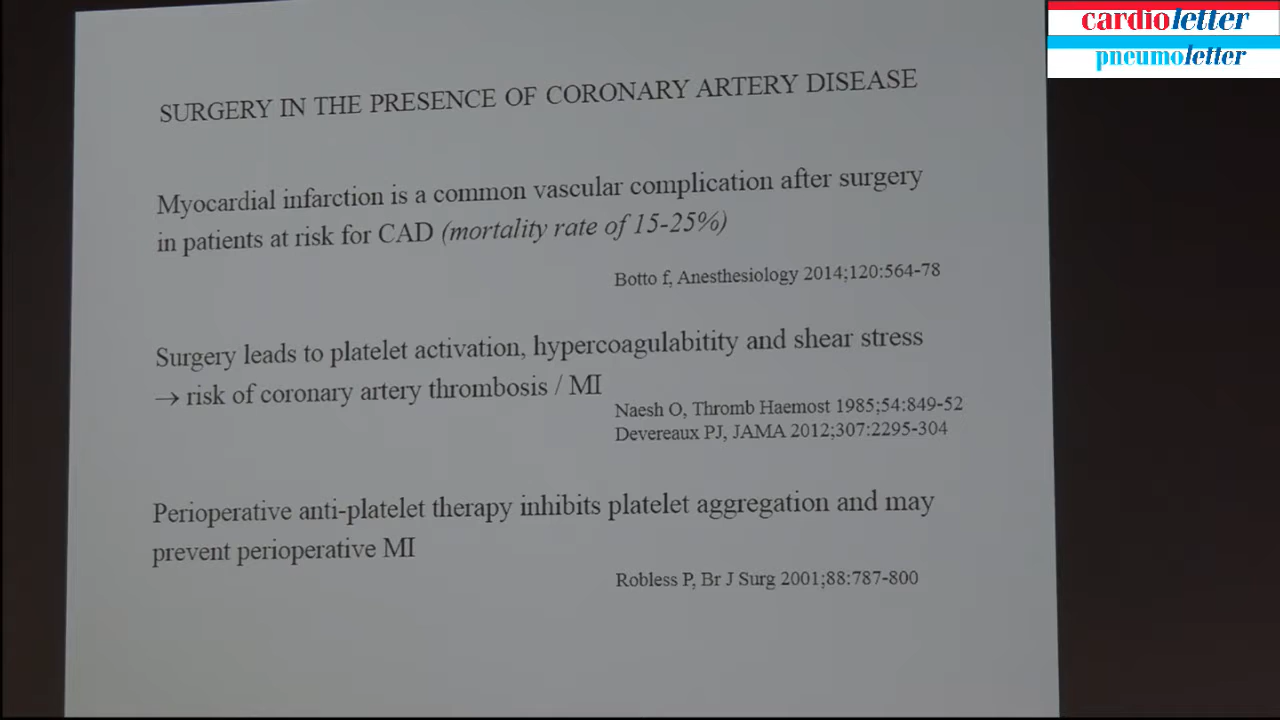 cardioletter
pneumoletter
SURGERY IN THE PRESENCE OF CORONARY ARTERY DISEASE
Myocardial infarction is a common vascular complication after surgery
in patients at risk for CAD (mortality rate of 15-25%)
Botto f, Anesthesiology 2014;120:564-78
Surgery leads to platelet activation, hypercoagulabitity and shear stress
→ risk of coronary artery thrombosis / MI
Naesh O, Thromb Haemost 1985;54:849-52
Devereaux PJ, JAMA 2012;307:2295-304
Perioperative anti-platelet therapy inhibits platelet aggregation and may
prevent perioperative MI
Robless P, Br J Surg 2001;88:787-800